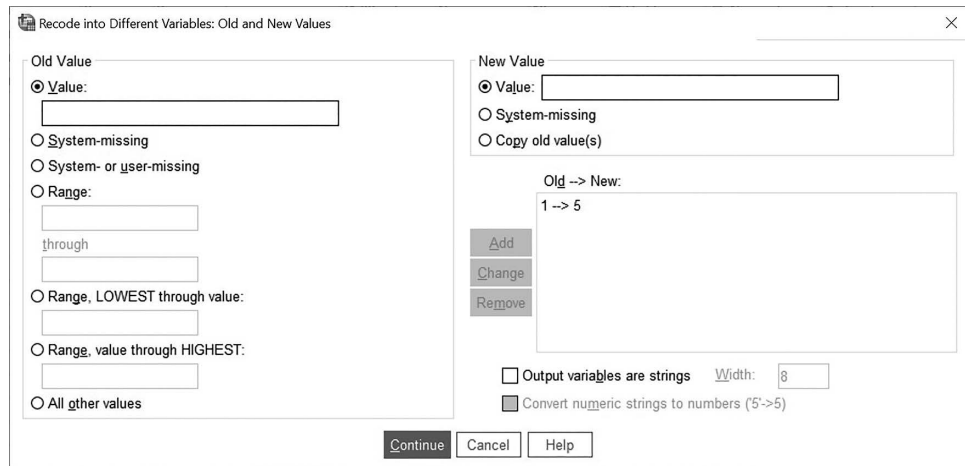 Recode into Different Variables: Old and New Values
Old Value
Value:
System-missing
System- or user-missing
Range:
through
Range, LOWEST through value:
Range, value through HIGHEST:
All other values
New Value
Value:
System-missing
Copy old value(s)
Old --> New:
1 --> 5
Add
Change
Remove
Output variables are strings Width: 8
Convert numeric strings to numbers ('5'->5)
Continue Cancel Help